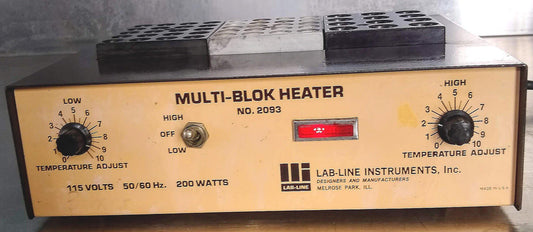 MULTI-BLOK HEATER
NO. 2093
LOW
0 1 2 3 4 5 6 7 8 9 10
TEMPERATURE ADJUST
HIGH
OFF
LOW
HIGH
0 1 2 3 4 5 6 7 8 9 10
TEMPERATURE ADJUST
115 VOLTS 50/60 Hz. 200 WATTS
LAB-LINE
LAB-LINE INSTRUMENTS, Inc.
DESIGNERS AND MANUFACTURERS
MELROSE PARK, ILL.
MADE IN U.S.A.